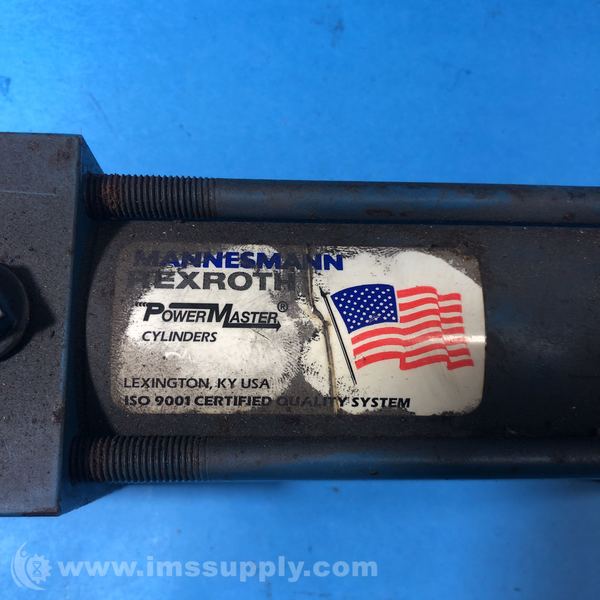 MANNESMANN
REXROTH
POWERMASTER®
CYLINDERS
LEXINGTON, KY USA
ISO 9001 CERTIFIED QUALITY SYSTEM
www.imssupply.com